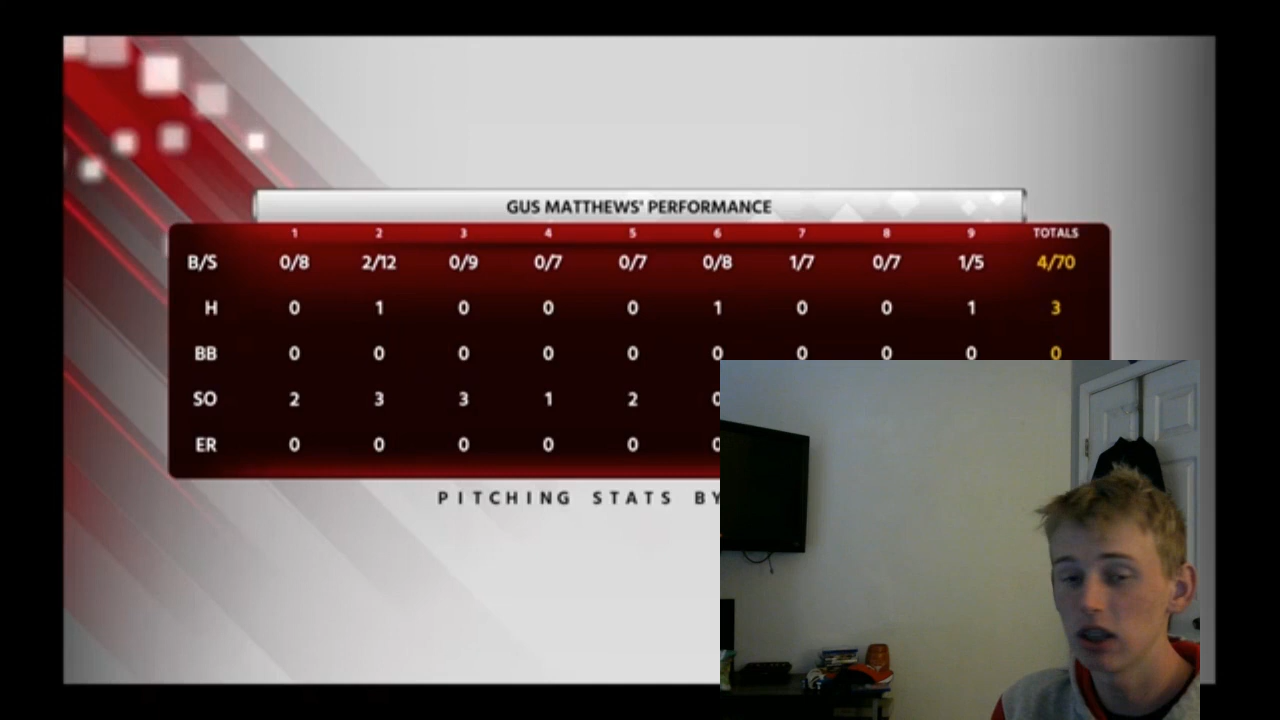 GUS MATTHEWS' PERFORMANCE
1 2 3 4 5 6 7 8 9 TOTALS
B/S 0/8 2/12 0/9 0/7 0/7 0/8 1/7 0/7 1/5 4/70
H 0 1 0 0 0 1 0 0 1 3
BB 0 0 0 0 0 0 0 0 0 0
SO 2 3 3 1 2 0
ER 0 0 0 0 0 0
PITCHING STATS BY